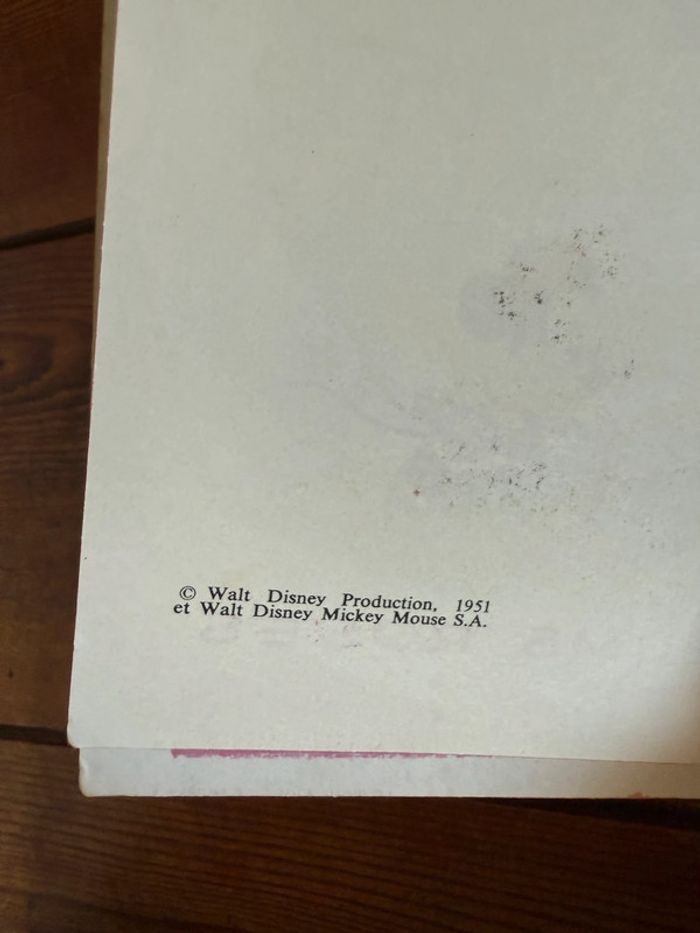 © Walt Disney Production, 1951
et Walt Disney Mickey Mouse S.A.